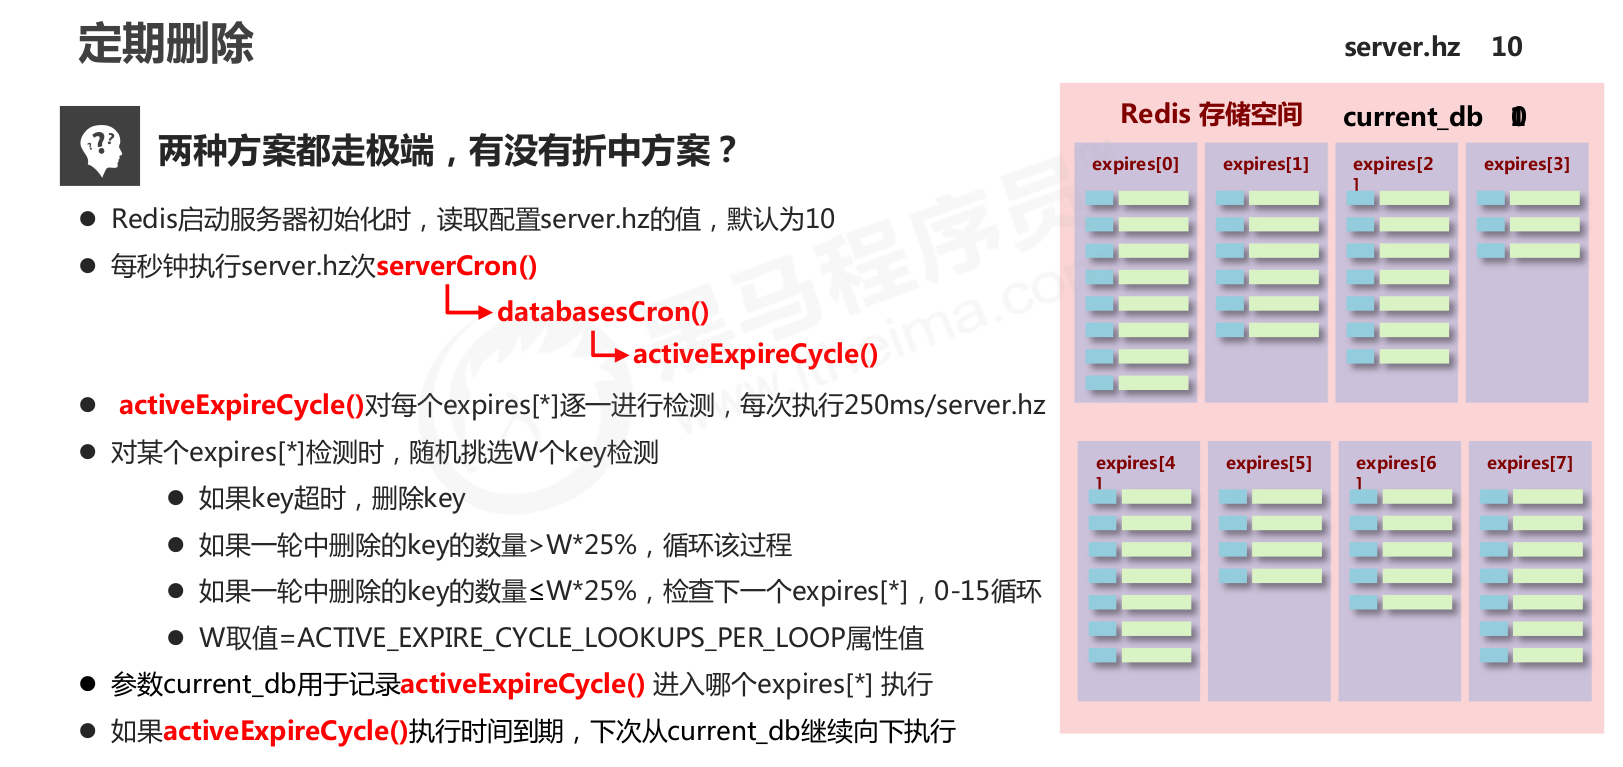 定期删除
server.hz 10
两种方案都走极端，有没有折中方案？
Redis启动服务器初始化时，读取配置server.hz的值，默认为10
每秒钟执行server.hz次serverCron()
databasesCron()
activeExpireCycle()
activeExpireCycle()对每个expires[*]逐一进行检测，每次执行250ms/server.hz
对某个expires[*]检测时，随机挑选W个key检测
如果key超时，删除key
如果一轮中删除的key的数量>W*25%，循环该过程
如果一轮中删除的key的数量≤W*25%，检查下一个expires[*]，0-15循环
W取值=ACTIVE_EXPIRE_CYCLE_LOOKUPS_PER_LOOP属性值
参数current_db用于记录activeExpireCycle() 进入哪个expires[*] 执行
如果activeExpireCycle()执行时间到期，下次从current_db继续向下执行
Redis 存储空间
current_db
expires[0]
expires[1]
expires[2
]
expires[3]
expires[4
]
expires[5]
expires[6
]
expires[7]
黑马程序员
www.itheima.com